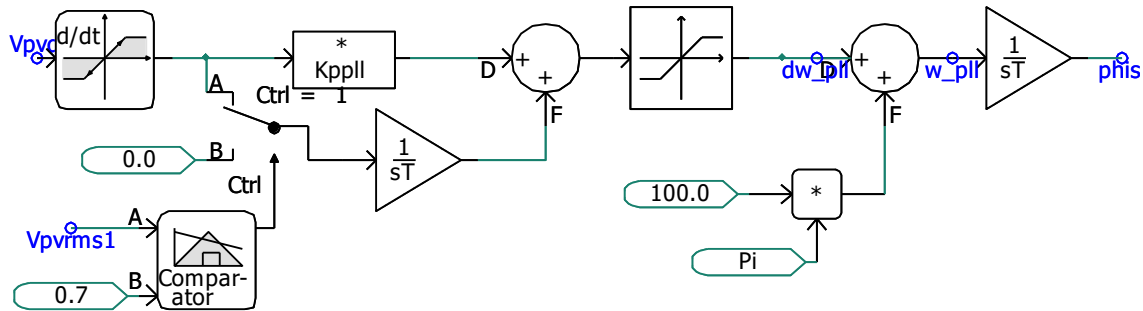 Vpvq
d/dt
A
Ctrl = 1
*
Kppll
D
+
+
F
dw_pll
D
+
+
F
w_pll
1
sT
phis
B
0.0
Ctrl
1
sT
Vpvrms1
A
Compar-
ator
0.7
B
100.0
*
Pi